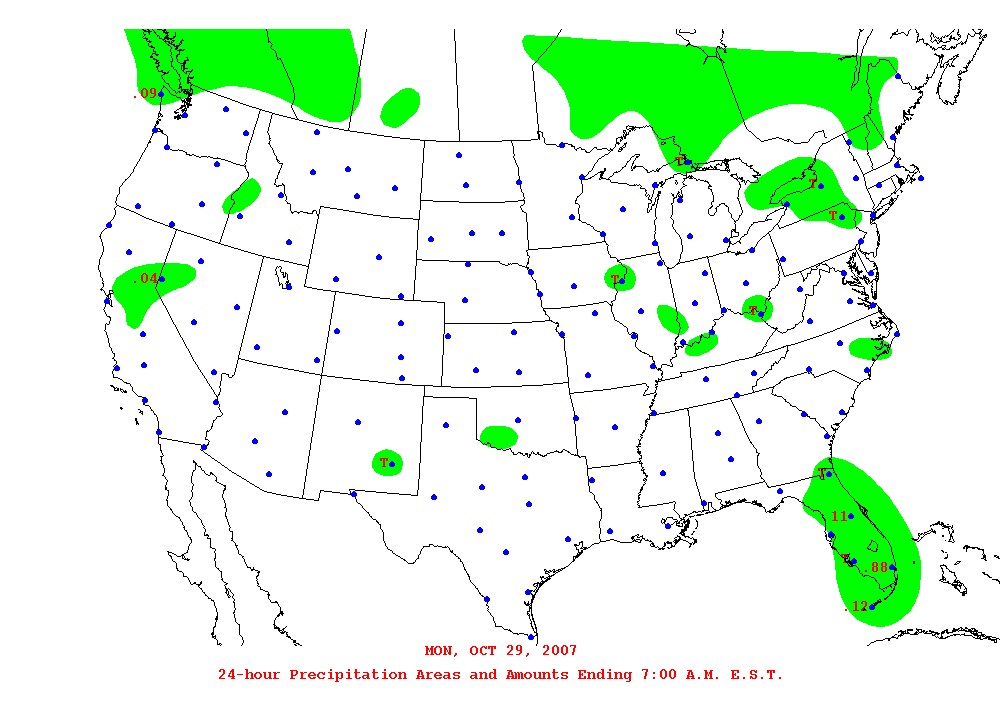 .09
T
T
T
.04
T
T
T
T
11
T
.88
.12
MON, OCT 29, 2007
24-hour Precipitation Areas and Amounts Ending 7:00 A.M. E.S.T.